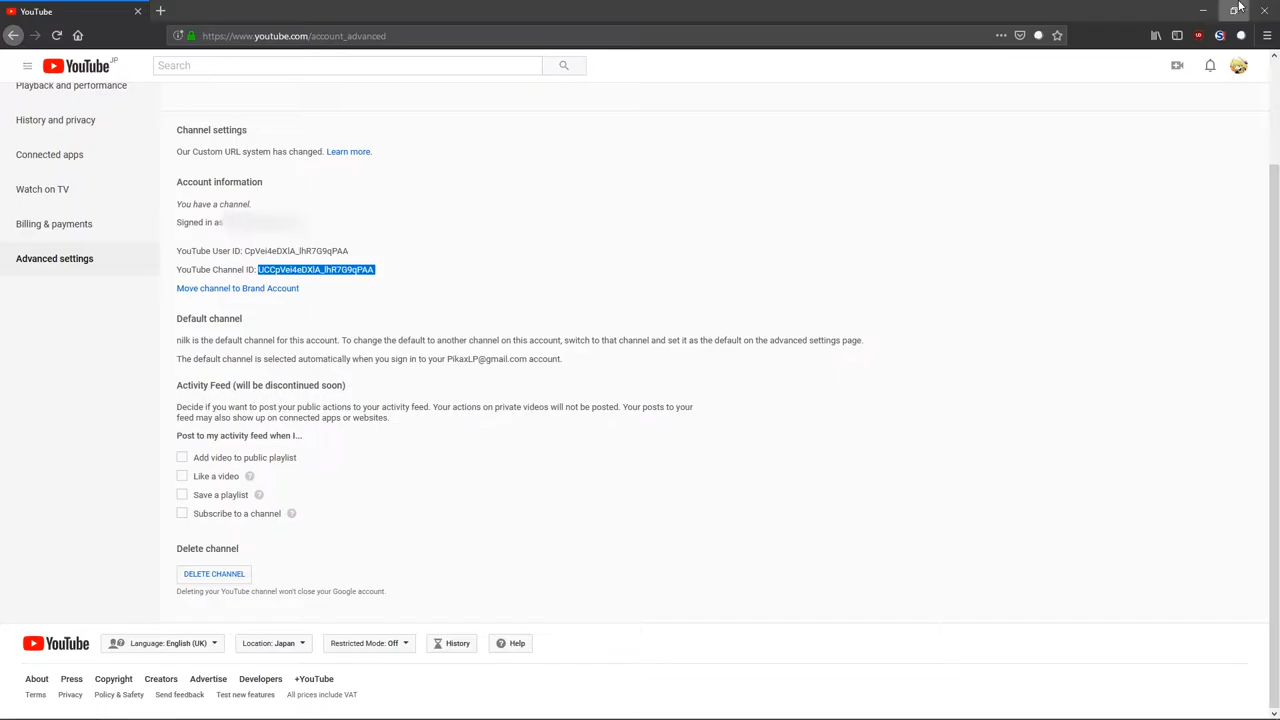 YouTube
https://www.youtube.com/account_advanced
YouTube JP
Search
Playback and performance
History and privacy
Connected apps
Watch on TV
Billing & payments
Advanced settings
Channel settings
Our Custom URL system has changed. Learn more.
Account information
You have a channel.
Signed in as
YouTube User ID: CpVei4eDXlA_lhR7G9qPAA
YouTube Channel ID: UCCpVei4eDXlA_lhR7G9qPAA
Move channel to Brand Account
Default channel
nilk is the default channel for this account. To change the default to another channel on this account, switch to that channel and set it as the default on the advanced settings page.
The default channel is selected automatically when you sign in to your PikaxLP@gmail.com account.
Activity Feed (will be discontinued soon)
Decide if you want to post your public actions to your activity feed. Your actions on private videos will not be posted. Your posts to your
feed may also show up on connected apps or websites.
Post to my activity feed when I...
Add video to public playlist
Like a video ?
Save a playlist ?
Subscribe to a channel ?
Delete channel
DELETE CHANNEL
Deleting your YouTube channel won't close your Google account.
YouTube Language: English (UK) Location: Japan Restricted Mode: Off History Help
About Press Copyright Creators Advertise Developers +YouTube
Terms Privacy Policy & Safety Send feedback Test new features All prices include VAT